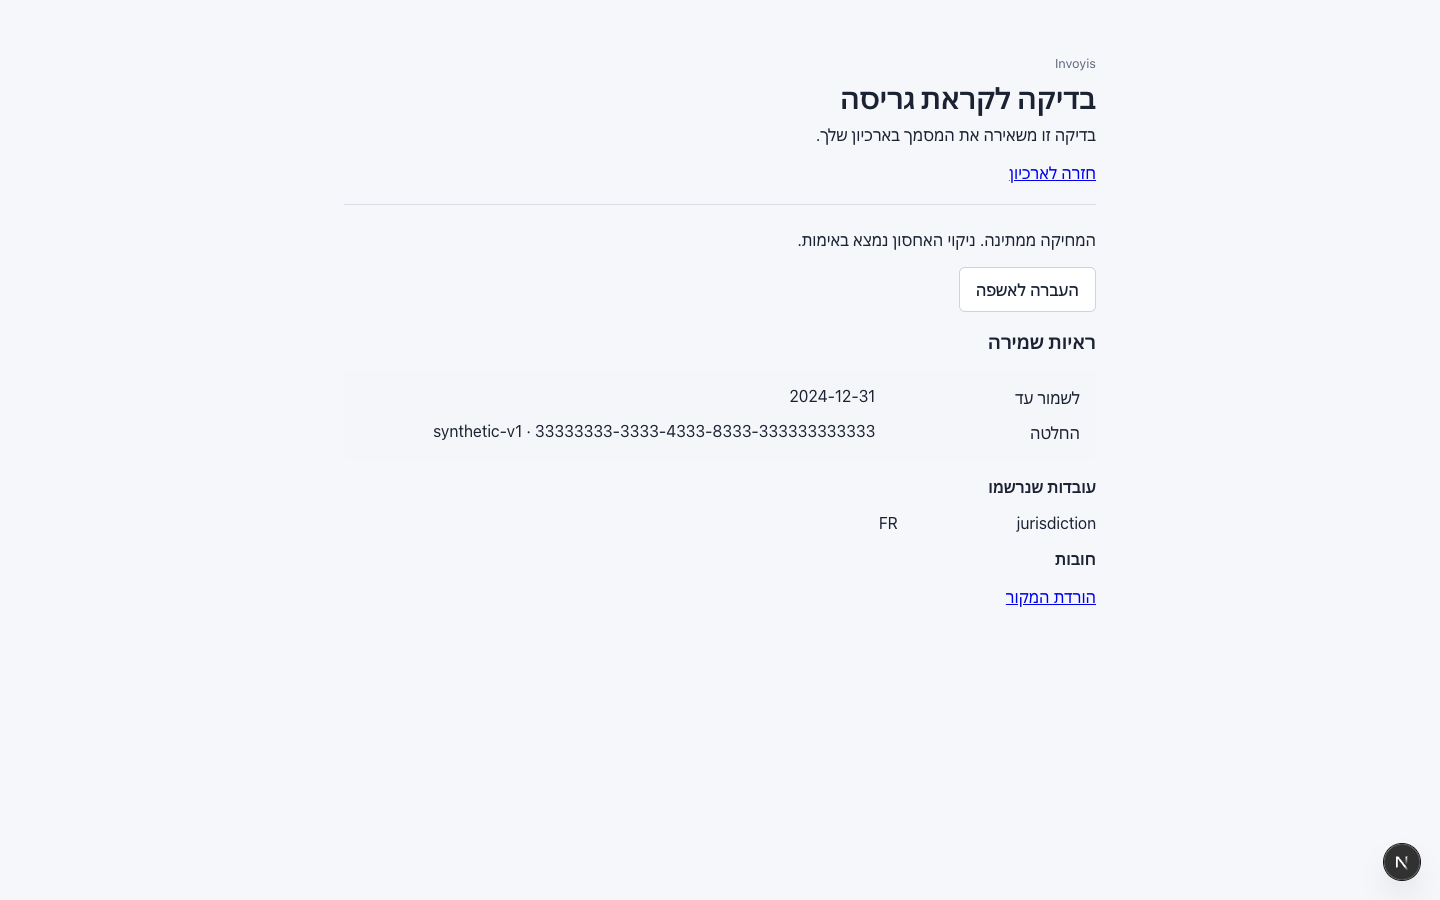 Invoyis
בדיקה לקראת גריסה
בדיקה זו משאירה את המסמך בארכיון שלך.
חזרה לארכיון
המחיקה ממתינה. ניקוי האחסון נמצא באימות.
העברה לאשפה
ראיות שמירה
לשמור עד 2024-12-31
החלטה synthetic-v1 · 33333333-3333-4333-8333-333333333333
עובדות שנרשמו
jurisdiction FR
חובות
הורדת המקור
N